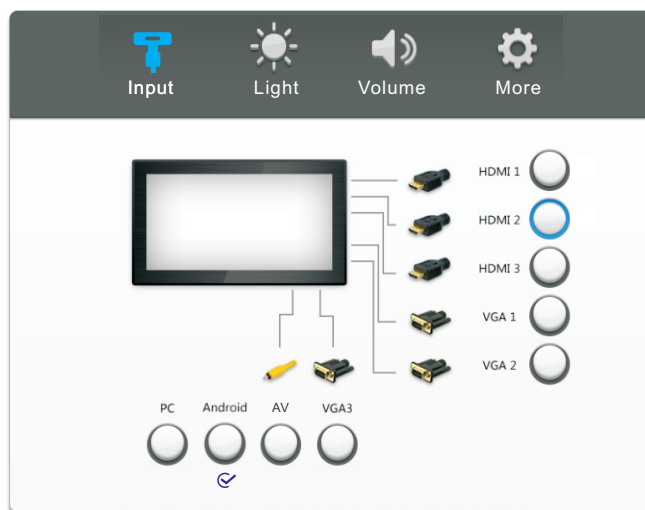 Input Light Volume More
HDMI 1
HDMI 2
HDMI 3
VGA 1
VGA 2
PC Android AV VGA3